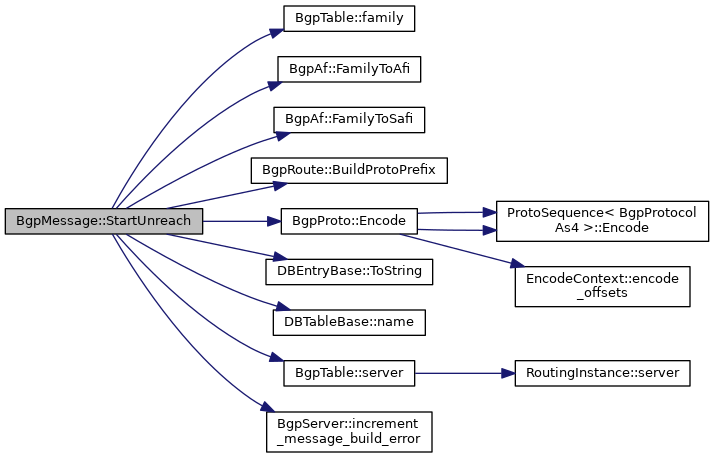 BgpTable::family
BgpAf::FamilyToAfi
BgpAf::FamilyToSafi
BgpRoute::BuildProtoPrefix
BgpMessage::StartUnreach
BgpProto::Encode
ProtoSequence< BgpProtocol
As4 >::Encode
DBEntryBase::ToString
EncodeContext::encode
_offsets
DBTableBase::name
BgpTable::server
RoutingInstance::server
BgpServer::increment
_message_build_error